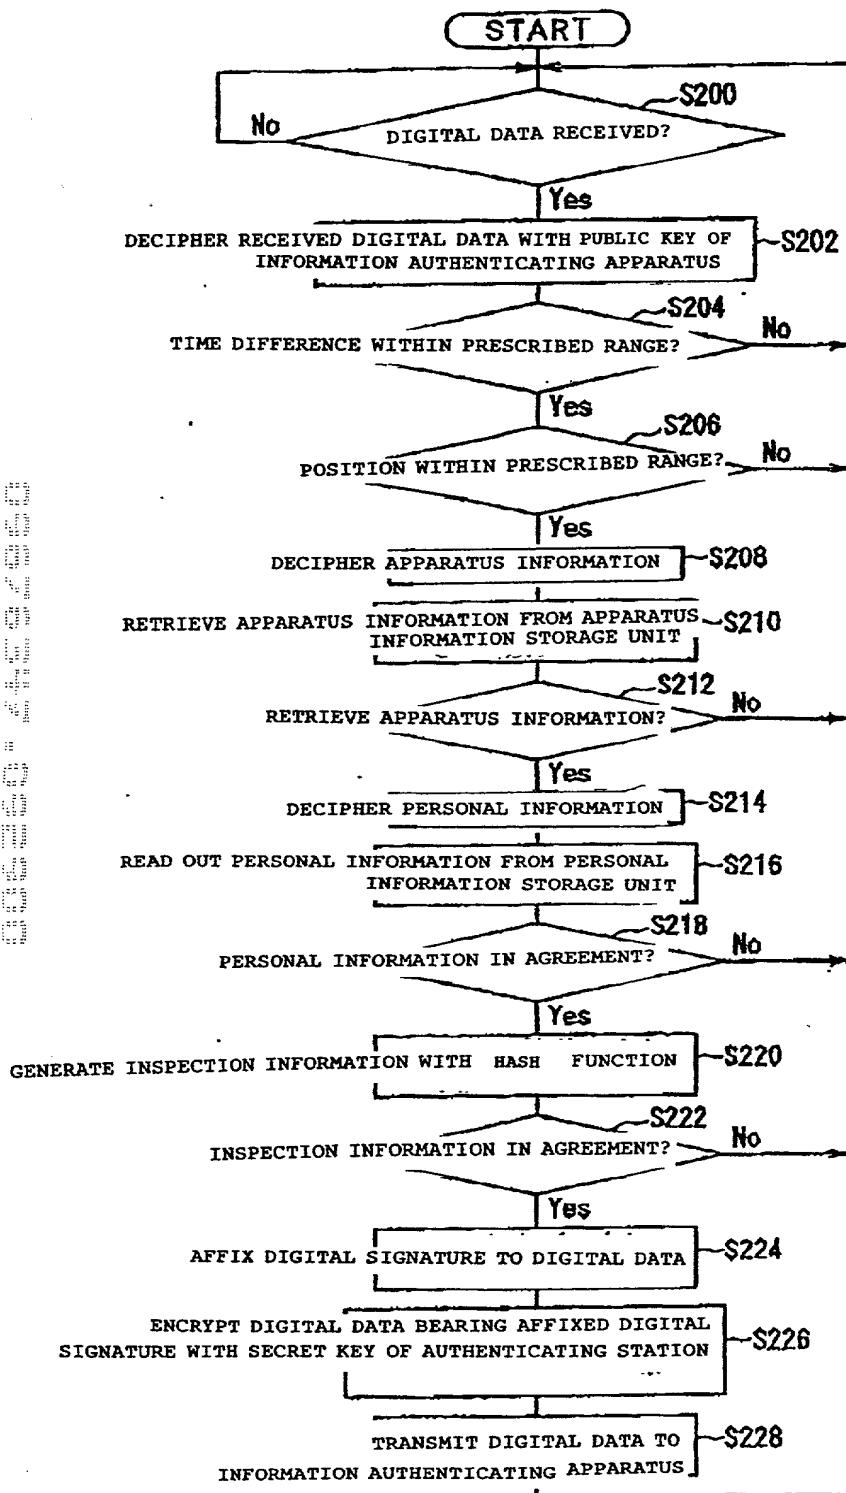 START
S200
No
DIGITAL DATA RECEIVED?
Yes
DECIPHER RECEIVED DIGITAL DATA WITH PUBLIC KEY OF
INFORMATION AUTHENTICATING APPARATUS
S202
S204
No
TIME DIFFERENCE WITHIN PRESCRIBED RANGE?
Yes
S206
No
POSITION WITHIN PRESCRIBED RANGE?
Yes
DECIPHER APPARATUS INFORMATION
S208
RETRIEVE APPARATUS INFORMATION FROM APPARATUS
INFORMATION STORAGE UNIT
S210
S212
No
RETRIEVE APPARATUS INFORMATION?
Yes
DECIPHER PERSONAL INFORMATION
S214
READ OUT PERSONAL INFORMATION FROM PERSONAL
INFORMATION STORAGE UNIT
S216
S218
No
PERSONAL INFORMATION IN AGREEMENT?
Yes
GENERATE INSPECTION INFORMATION WITH HASH FUNCTION
S220
S222
No
INSPECTION INFORMATION IN AGREEMENT?
Yes
AFFIX DIGITAL SIGNATURE TO DIGITAL DATA
S224
ENCRYPT DIGITAL DATA BEARING AFFIXED DIGITAL
SIGNATURE WITH SECRET KEY OF AUTHENTICATING STATION
S226
TRANSMIT DIGITAL DATA TO
INFORMATION AUTHENTICATING APPARATUS
S228